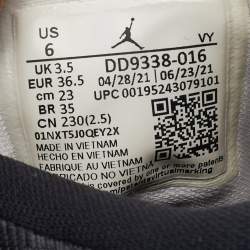 US
6
VY
UK 3.5
EUR 36.5
cm 23
BR 35
CN 230(2.5)
DD9338-016
04/28/21 06/23/21
UPC 00195243079101
01NXT5J0QEY2X
MADE IN VIETNAM
HECHO EN VIETNAM
FABRIQUÉ AU VIETNAM